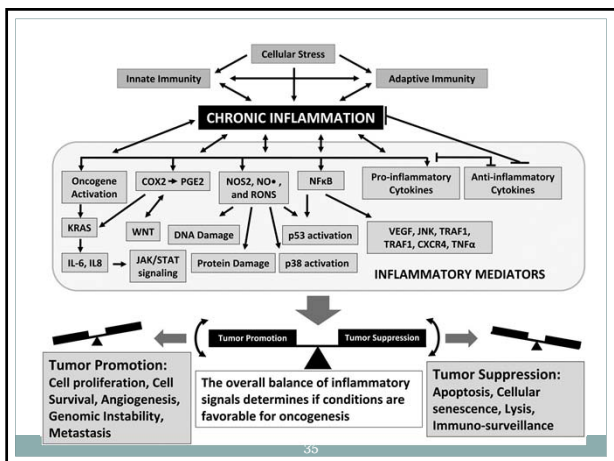 Cellular Stress
Innate Immunity
Adaptive Immunity
CHRONIC INFLAMMATION
Oncogene
Activation
COX2 → PGE2
NOS2, NO• ,
and RONS
NFκB
Pro-inflammatory
Cytokines
Anti-inflammatory
Cytokines
KRAS
WNT
DNA Damage
p53 activation
VEGF, JNK, TRAF1,
TRAF1, CXCR4, TNFα
IL-6, IL8
JAK/STAT
signaling
Protein Damage
p38 activation
INFLAMMATORY MEDIATORS
Tumor Promotion
Tumor Suppression
Tumor Promotion:
Cell proliferation, Cell
Survival, Angiogenesis,
Genomic Instability,
Metastasis
The overall balance of inflammatory
signals determines if conditions are
favorable for oncogenesis
Tumor Suppression:
Apoptosis, Cellular
senescence, Lysis,
Immuno-surveillance
35